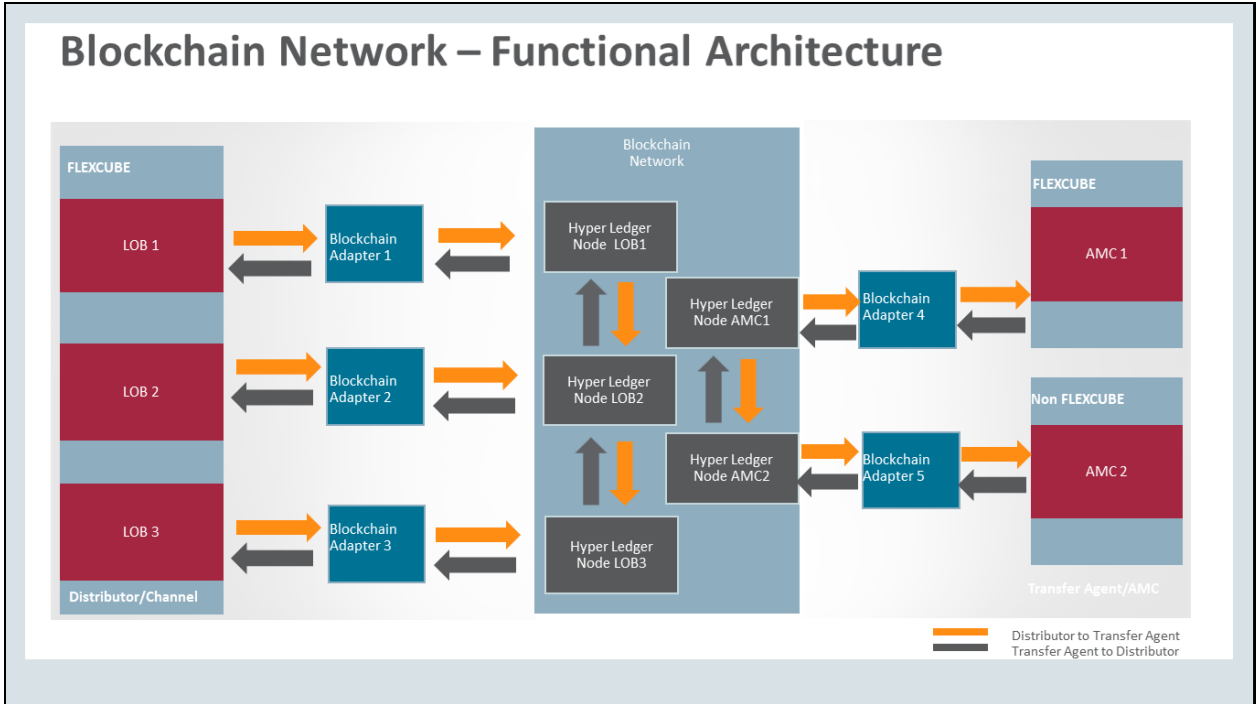 Blockchain Network – Functional Architecture
FLEXCUBE
LOB 1
LOB 2
LOB 3
Distributor/Channel
Blockchain
Adapter 1
Blockchain
Adapter 2
Blockchain
Adapter 3
Blockchain
Network
Hyper Ledger
Node  LOB1
Hyper Ledger
Node AMC1
Hyper Ledger
Node LOB2
Hyper Ledger
Node AMC2
Hyper Ledger
Node LOB3
Blockchain
Adapter 4
Blockchain
Adapter 5
FLEXCUBE
AMC 1
Non FLEXCUBE
AMC 2
Transfer Agent/AMC
Distributor to Transfer Agent
Transfer Agent to Distributor